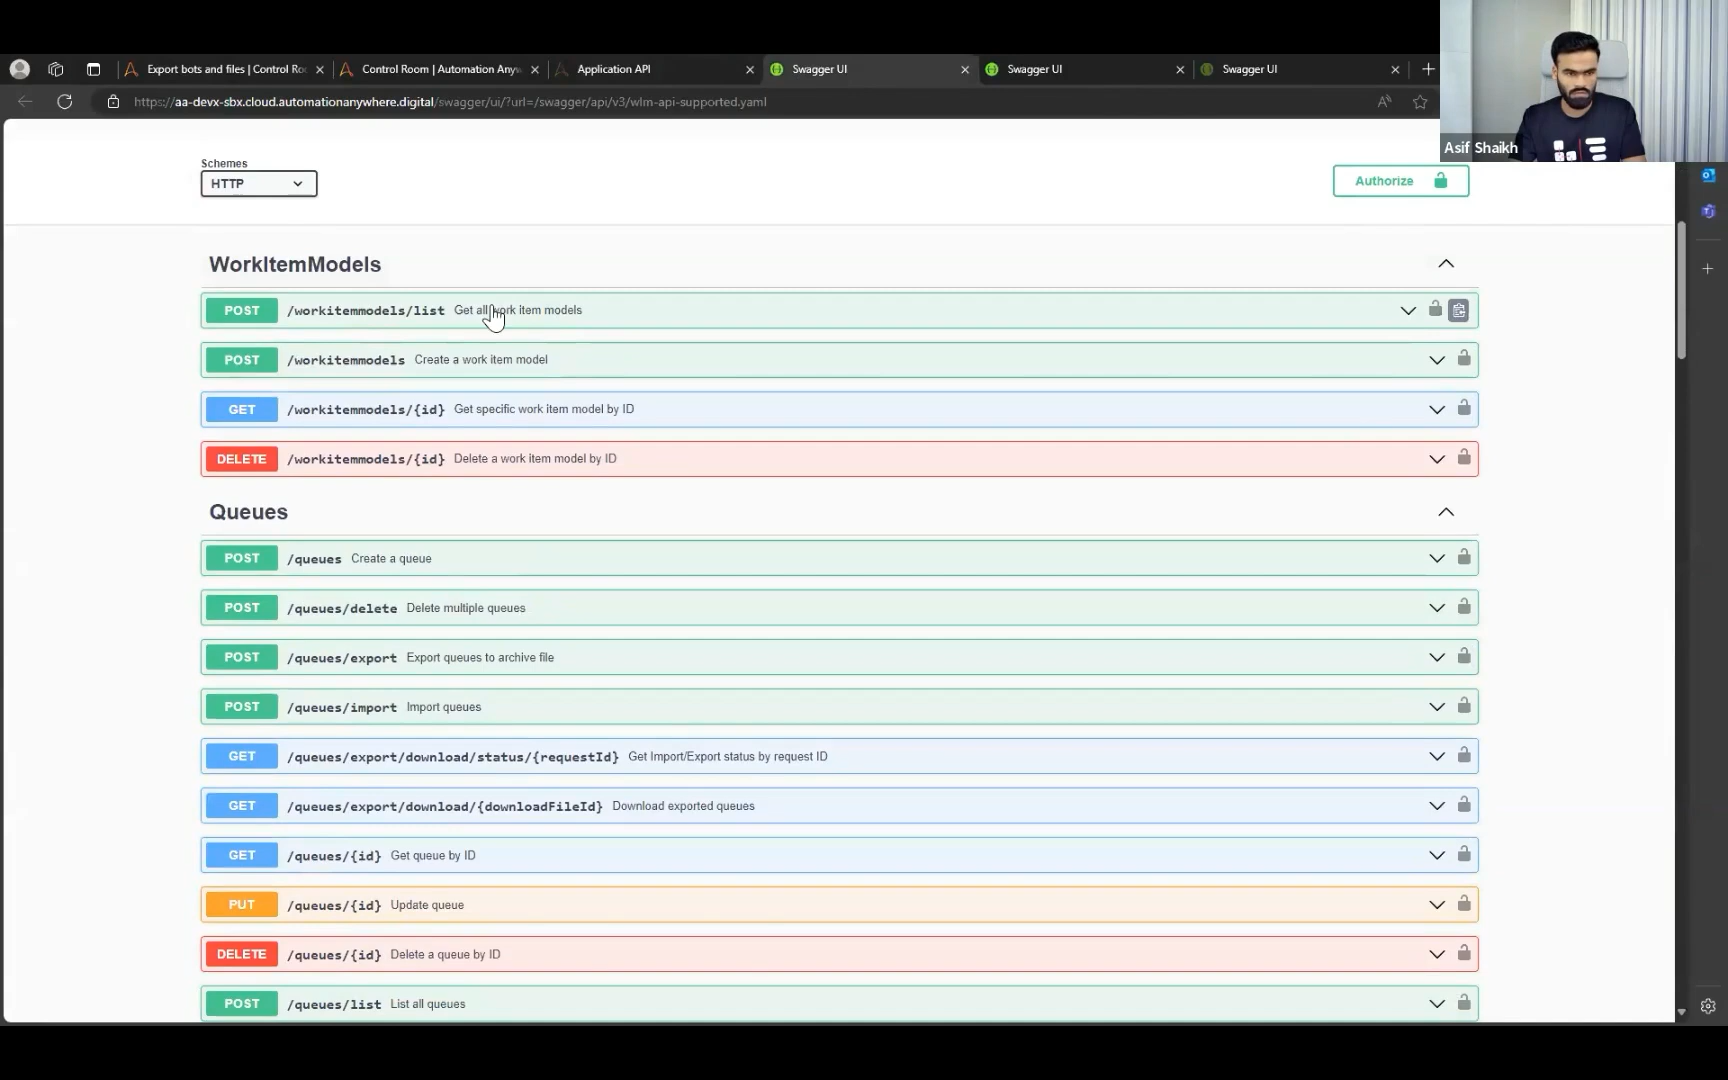 Export bots and files | Control Ro
Control Room | Automation Anyw
Application API
Swagger UI
Swagger UI
Swagger UI
https://aa-devx-sbx.cloud.automationanywhere.digital/swagger/ui/?url=/swagger/api/v3/wlm-api-supported.yaml
Asif Shaikh
Schemes
HTTP
Authorize
WorkItemModels
POST /workitemmodels/list Get all work item models
POST /workitemmodels Create a work item model
GET /workitemmodels/{id} Get specific work item model by ID
DELETE /workitemmodels/{id} Delete a work item model by ID
Queues
POST /queues Create a queue
POST /queues/delete Delete multiple queues
POST /queues/export Export queues to archive file
POST /queues/import Import queues
GET /queues/export/download/status/{requestId} Get Import/Export status by request ID
GET /queues/export/download/{downloadFileId} Download exported queues
GET /queues/{id} Get queue by ID
PUT /queues/{id} Update queue
DELETE /queues/{id} Delete a queue by ID
POST /queues/list List all queues